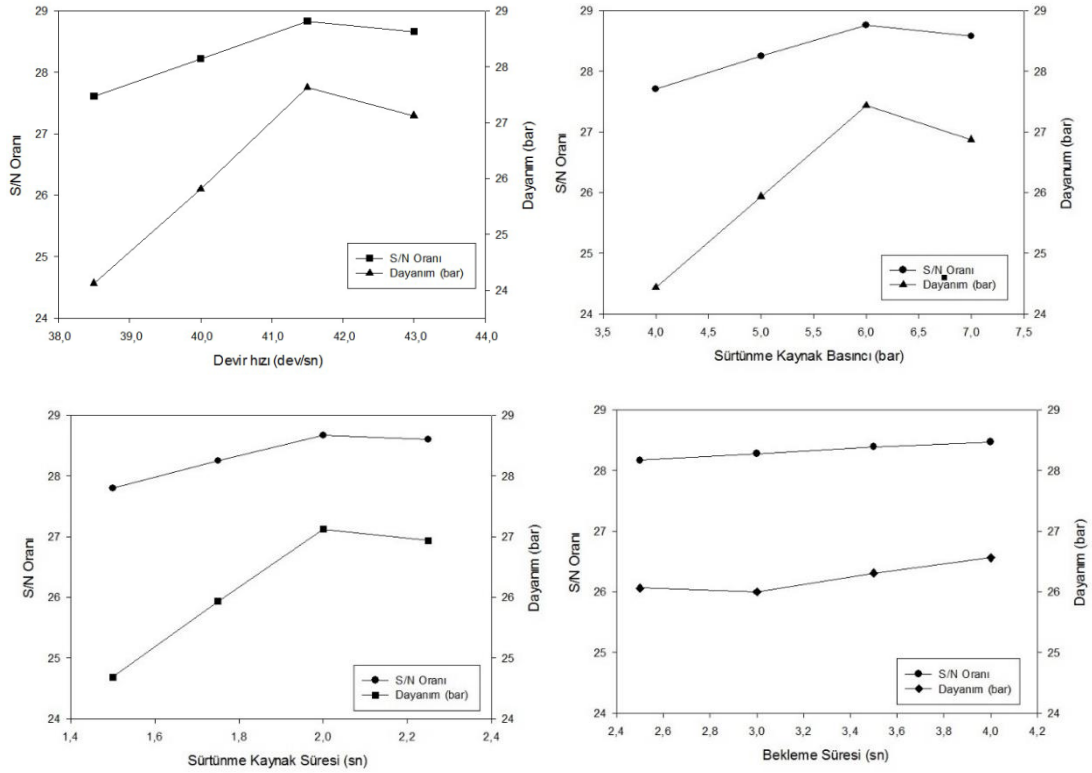 29
28
27
26
25
24
S/N Oranı
29
28
27
26
25
24
Dayanım (bar)
S/N Oranı
Dayanım (bar)
38,0 39,0 40,0 41,0 42,0 43,0 44,0
Devir hızı (dev/sn)
29
28
27
26
25
24
S/N Oranı
29
28
27
26
25
24
Dayanum (bar)
S/N Oranı
Dayanım (bar)
3,5 4,0 4,5 5,0 5,5 6,0 6,5 7,0 7,5
Sürtünme Kaynak Basıncı (bar)
29
28
27
26
25
24
S/N Oranı
29
28
27
26
25
24
Dayanım (bar)
S/N Oranı
Dayanım (bar)
1,4 1,6 1,8 2,0 2,2 2,4
Sürtünme Kaynak Süresi (sn)
29
28
27
26
25
24
S/N Oranı
29
28
27
26
25
24
Dayanım (bar)
S/N Oranı
Dayanım (bar)
2,4 2,6 2,8 3,0 3,2 3,4 3,6 3,8 4,0 4,2
Bekleme Süresi (sn)